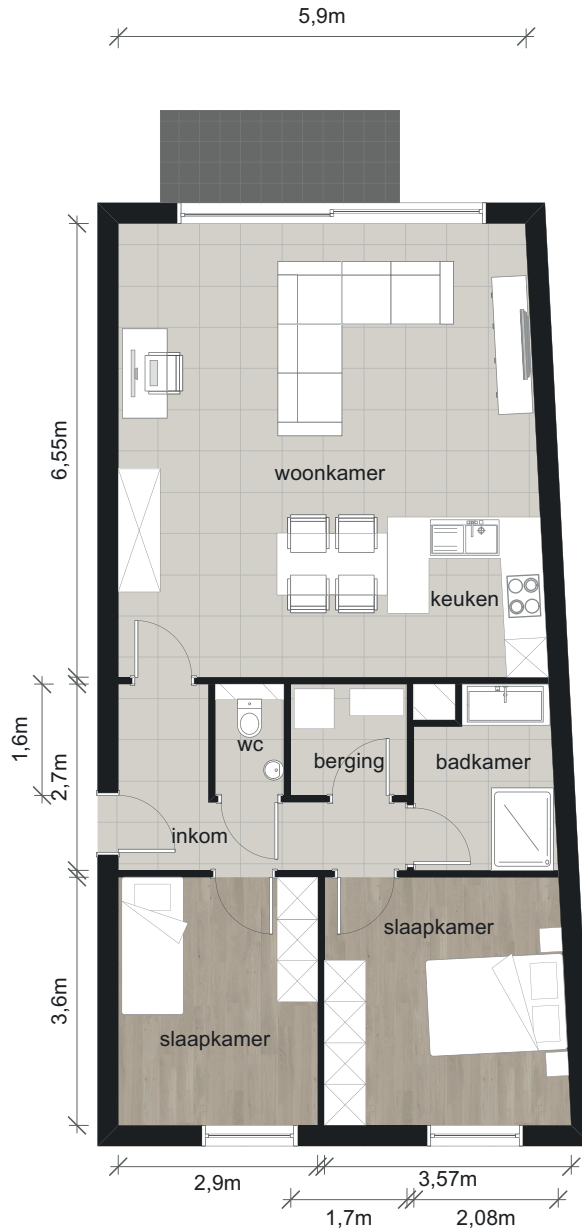 5,9m
6,55m
woonkamer
keuken
1,6m
2,7m
wc
berging
badkamer
inkom
3,6m
slaapkamer
slaapkamer
2,9m
3,57m
1,7m
2,08m